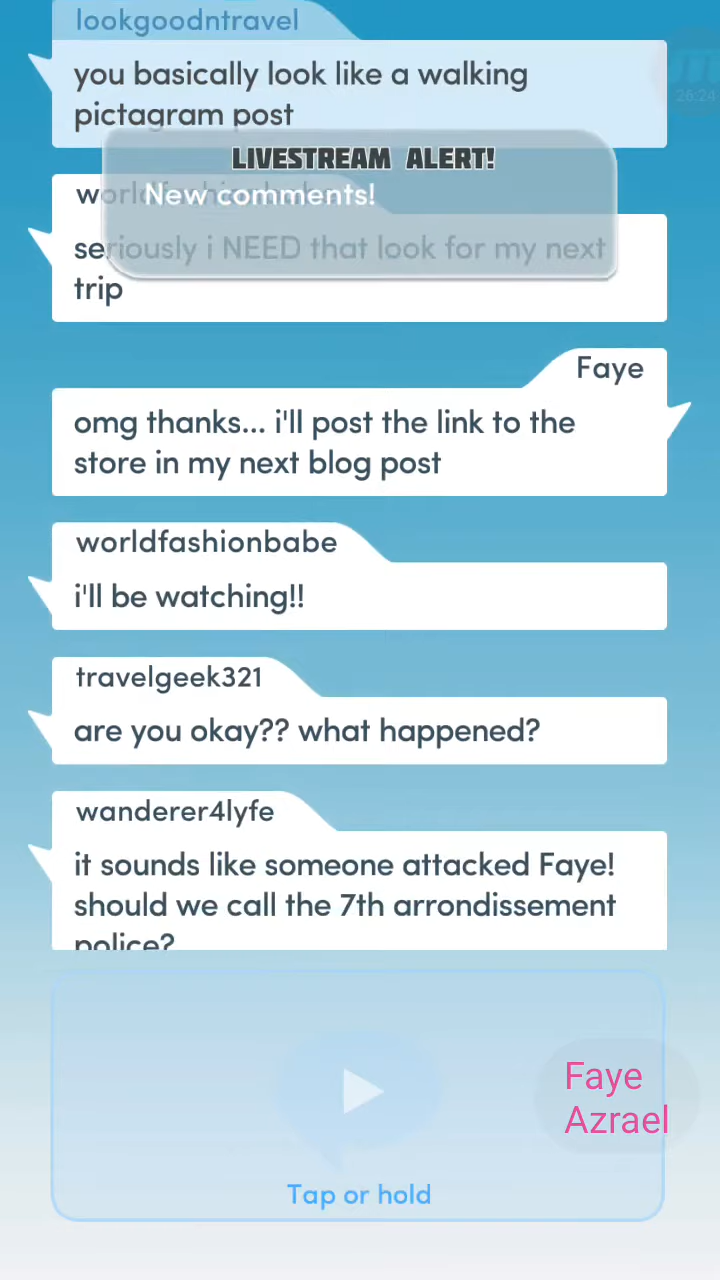 lookgoodntravel
you basically look like a walking
pictagram post
26:24
LIVESTREAM ALERT!
New comments!
worldfashionbabe
seriously i NEED that look for my next
trip
Faye
omg thanks... i'll post the link to the
store in my next blog post
worldfashionbabe
i'll be watching!!
travelgeek321
are you okay?? what happened?
wanderer4lyfe
it sounds like someone attacked Faye!
should we call the 7th arrondissement
police?
Faye
Azrael
Tap or hold